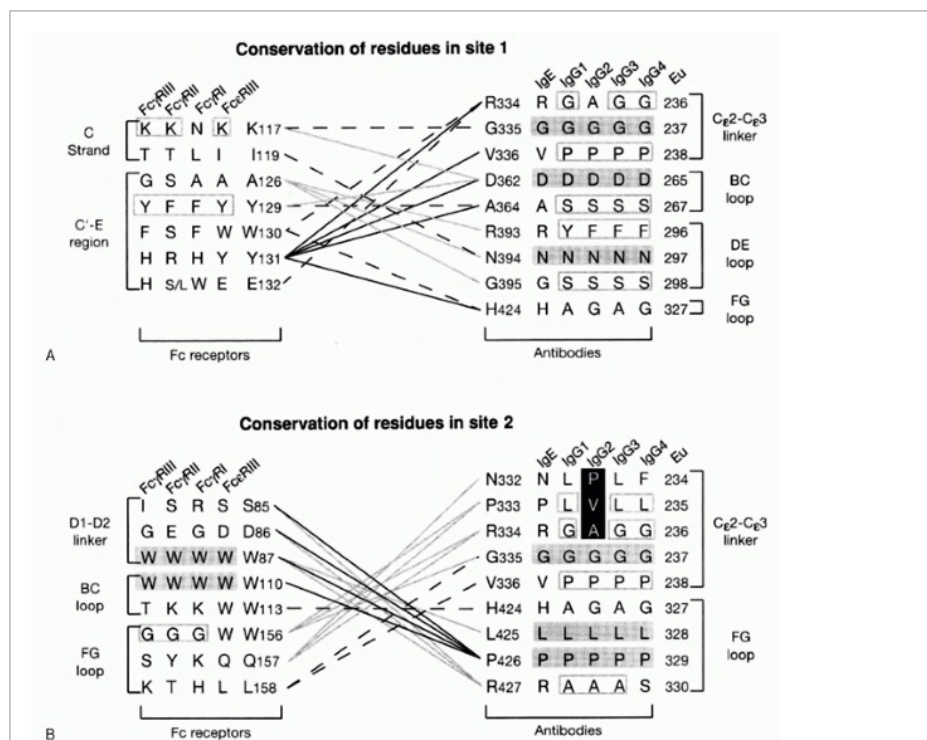 Conservation of residues in site 1
FcγRIII FcγRII FcγRI FcεRIII
IgE IgG1 IgG2 IgG3 IgG4 Eu
C Strand
K K N K K117
T T L I I119
C'-E region
G S A A A126
Y F F Y Y129
F S F W W130
H R H Y Y131
H S/L W E E132
Fc receptors
R334 R G A G G 236
G335 G G G G G 237
V336 V P P P P 238
Cε2-Cε3 linker
D362 D D D D D 265
A364 A S S S S 267
BC loop
R393 R Y F F F 296
N394 N N N N N 297
G395 G S S S S 298
DE loop
H424 H A G A G 327
FG loop
Antibodies
A
Conservation of residues in site 2
FcγRIII FcγRII FcγRI FcεRIII
IgE IgG1 IgG2 IgG3 IgG4 Eu
D1-D2 linker
I S R S S85
G E G D D86
W W W W W87
BC loop
W W W W W110
T K K W W113
FG loop
G G G W W156
S Y K Q Q157
K T H L L158
Fc receptors
N332 N L P L F 234
P333 P L V L L 235
R334 R G A G G 236
G335 G G G G G 237
V336 V P P P P 238
Cε2-Cε3 linker
H424 H A G A G 327
L425 L L L L L 328
P426 P P P P P 329
R427 R A A A S 330
FG loop
Antibodies
B